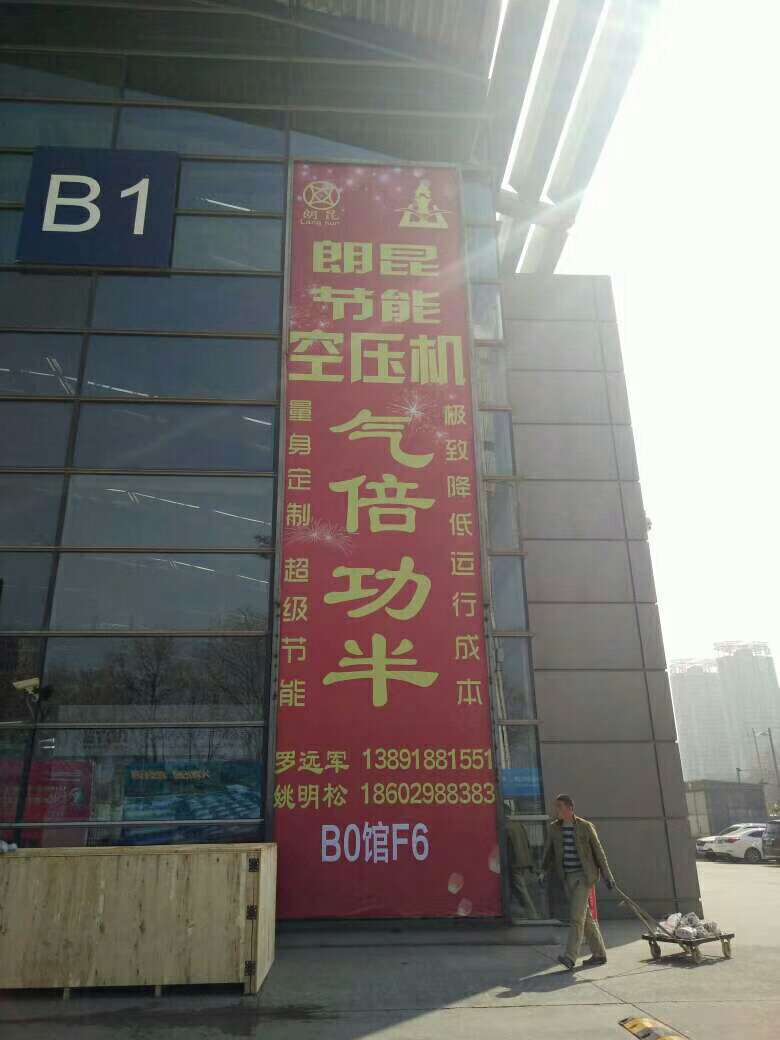 B1
朗昆
Lang kun
朗昆
节能
空压机
量身定制 超级节能
气倍功半
极致降低运行成本
罗远军 13891881551
姚明松 18602988383
B0馆F6